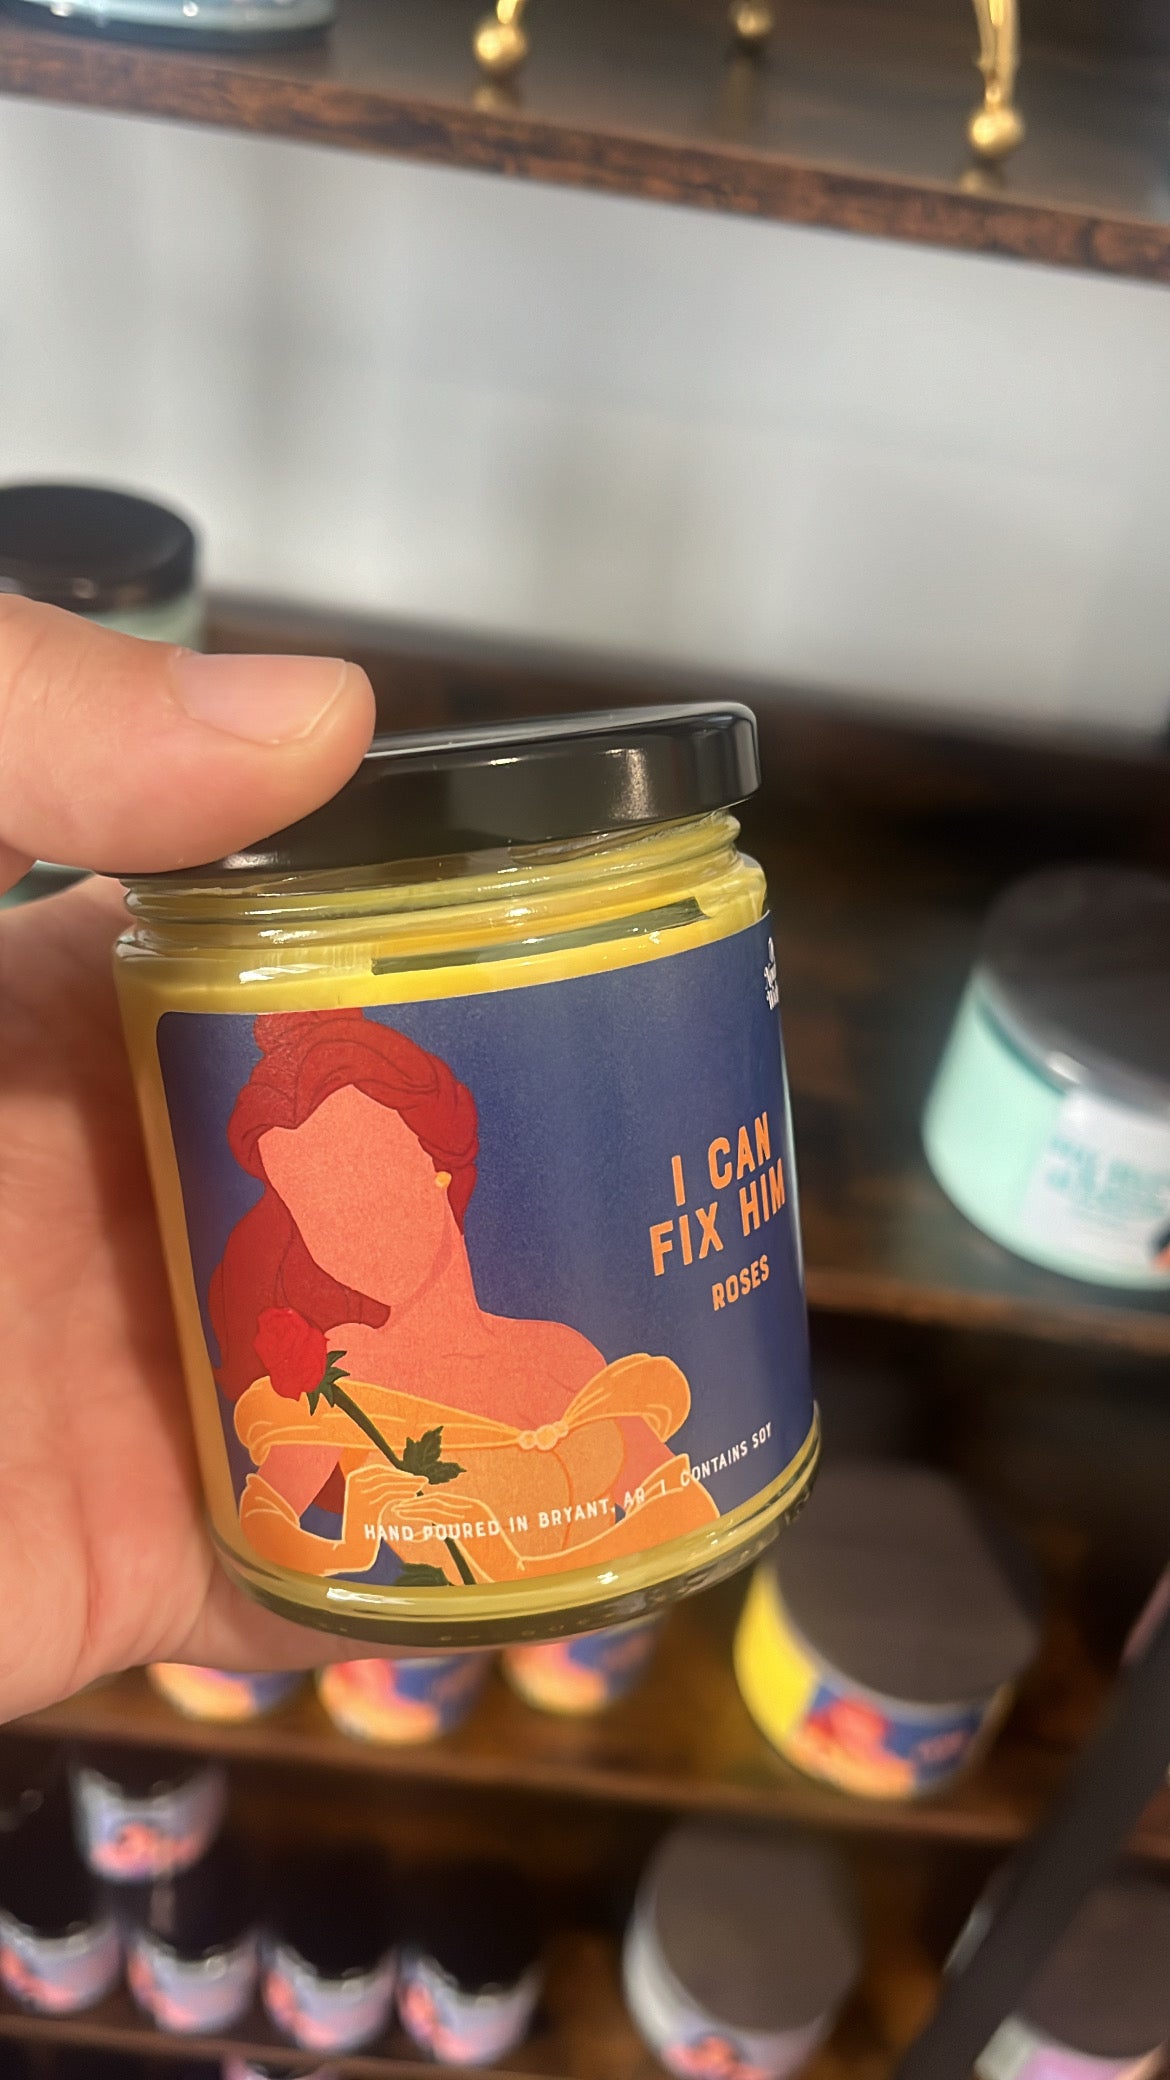 I CAN
FIX HIM
ROSES
HAND POURED IN BRYANT, AR | CONTAINS SOY